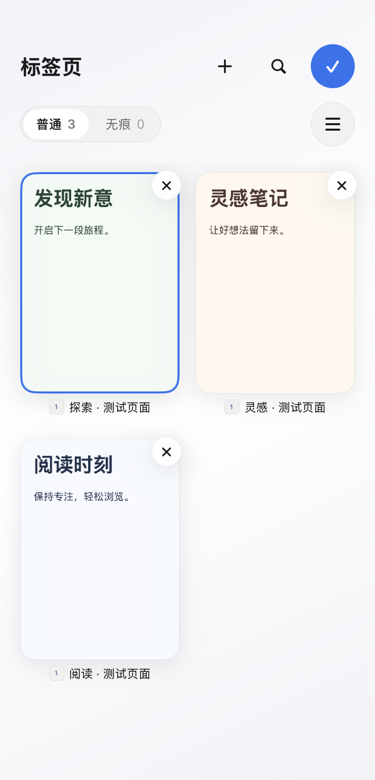 标签页
普通 3
无痕 0
发现新意
开启下一段旅程。
1 探索 · 测试页面
灵感笔记
让好想法留下来。
1 灵感 · 测试页面
阅读时刻
保持专注，轻松浏览。
1 阅读 · 测试页面